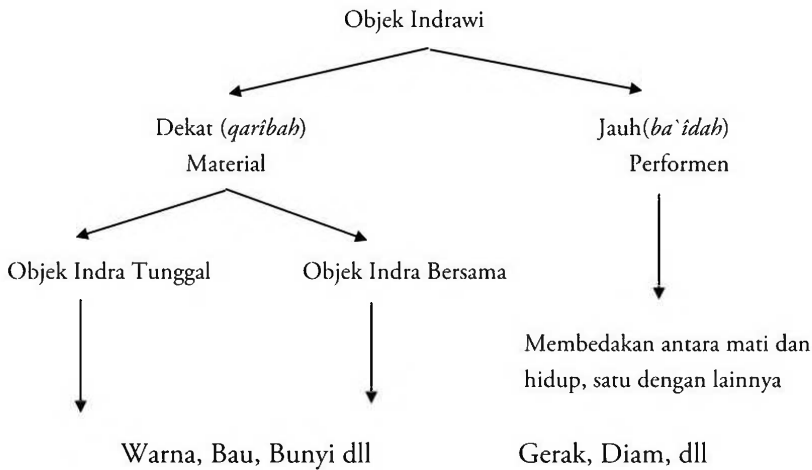 Objek Indrawi
Dekat (qarîbah)
Material
Jauh(ba`îdah)
Performen
Objek Indra Tunggal
Objek Indra Bersama
Membedakan antara mati dan
hidup, satu dengan lainnya
Warna, Bau, Bunyi dll
Gerak, Diam, dll